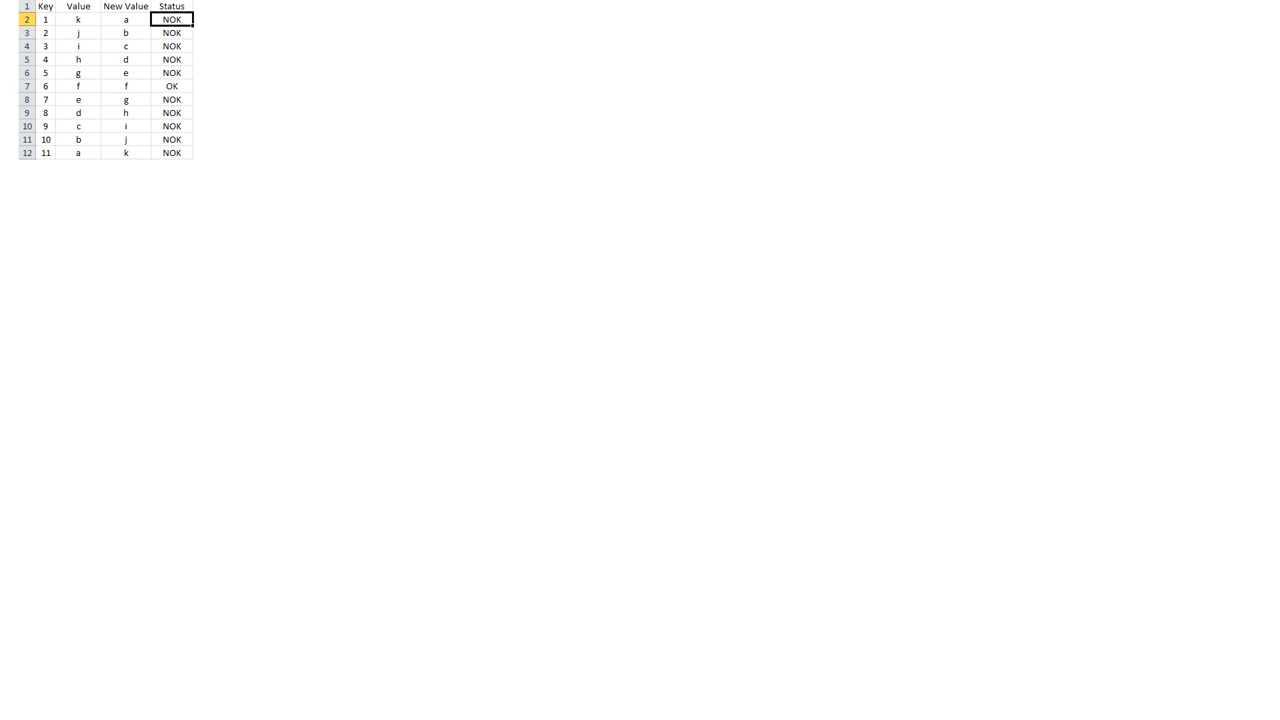 1 Key Value New Value Status
2 1 k a NOK
3 2 j b NOK
4 3 i c NOK
5 4 h d NOK
6 5 g e NOK
7 6 f f OK
8 7 e g NOK
9 8 d h NOK
10 9 c i NOK
11 10 b j NOK
12 11 a k NOK